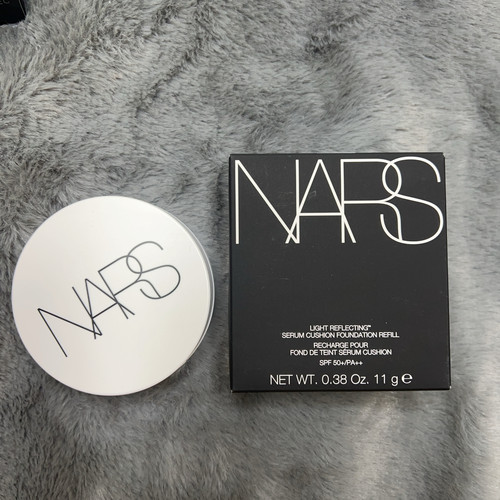 NARS
NARS
LIGHT REFLECTING™
SERUM CUSHION FOUNDATION REFILL
RECHARGE POUR
FOND DE TEINT SÉRUM CUSHION
SPF 50+/PA++
NET WT. 0.38 Oz. 11 g ℮